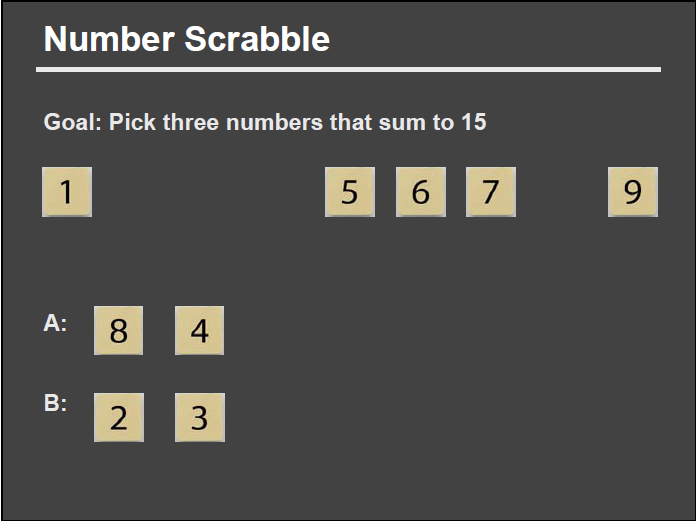 Number Scrabble
Goal: Pick three numbers that sum to 15
1 5 6 7 9
A: 8 4
B: 2 3